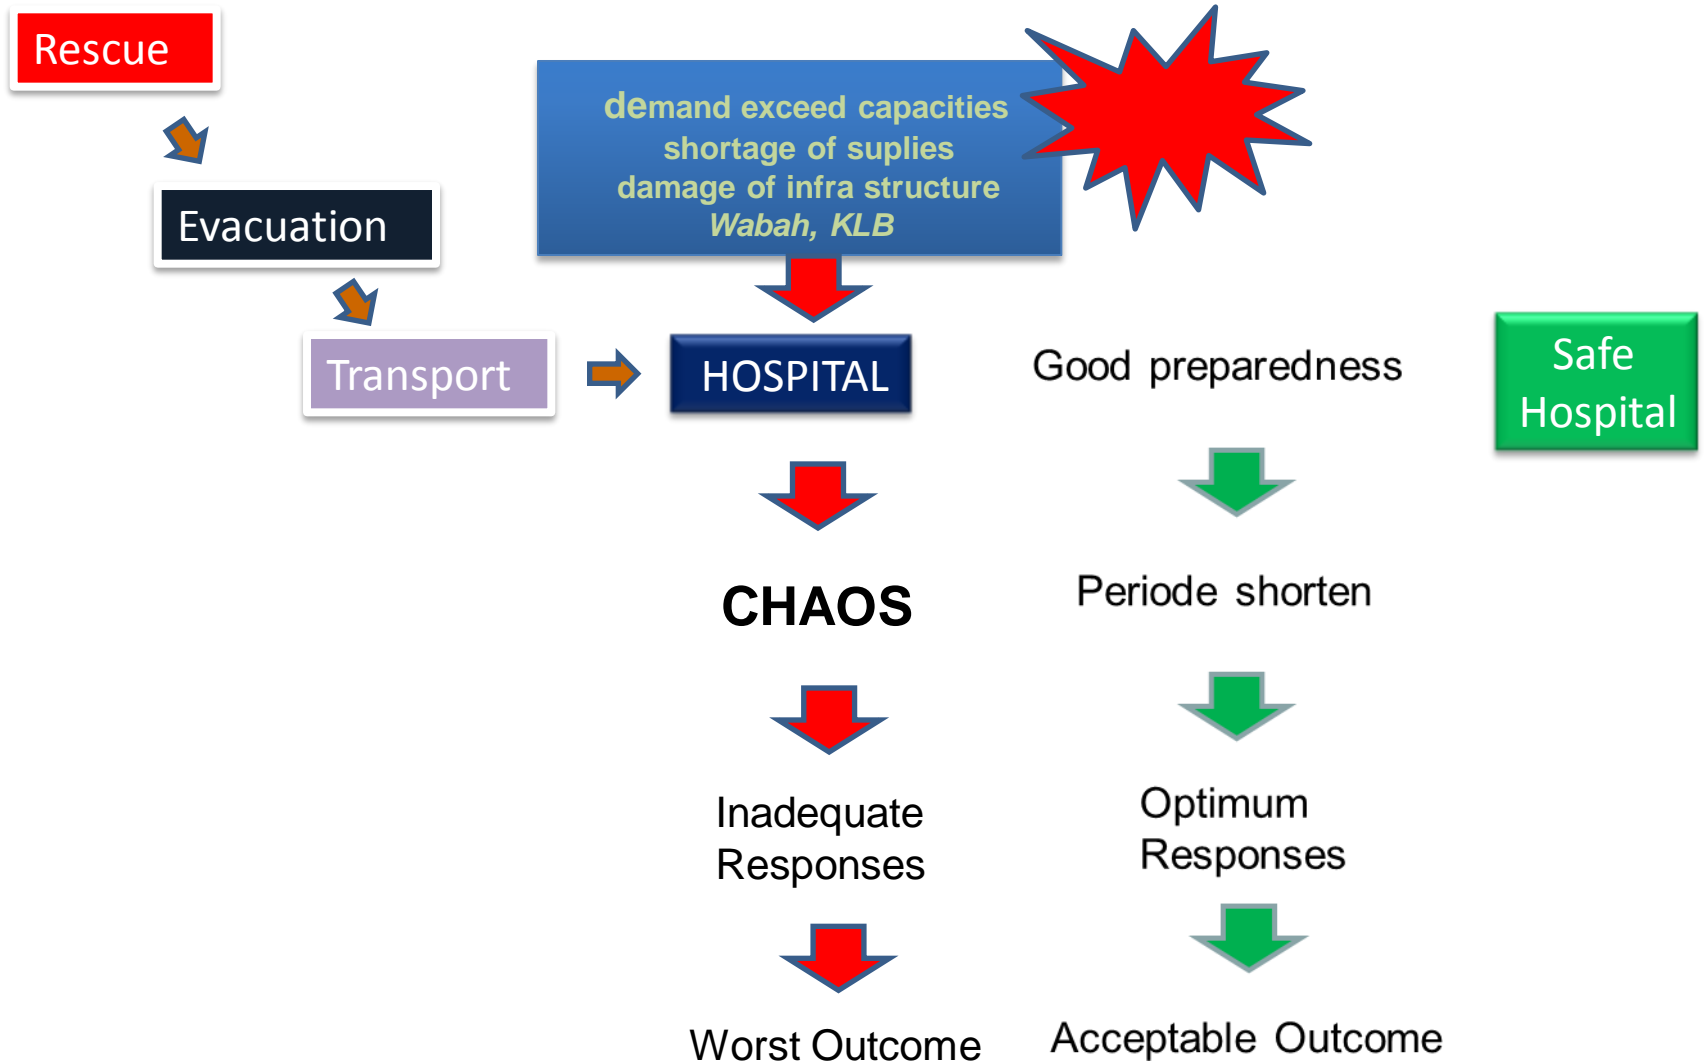 Rescue
demand exceed capacities
shortage of suplies
damage of infra structure
Wabah, KLB
Evacuation
Transport
HOSPITAL
Good preparedness
Safe
Hospital
CHAOS
Periode shorten
Inadequate
Responses
Optimum
Responses
Worst Outcome
Acceptable Outcome